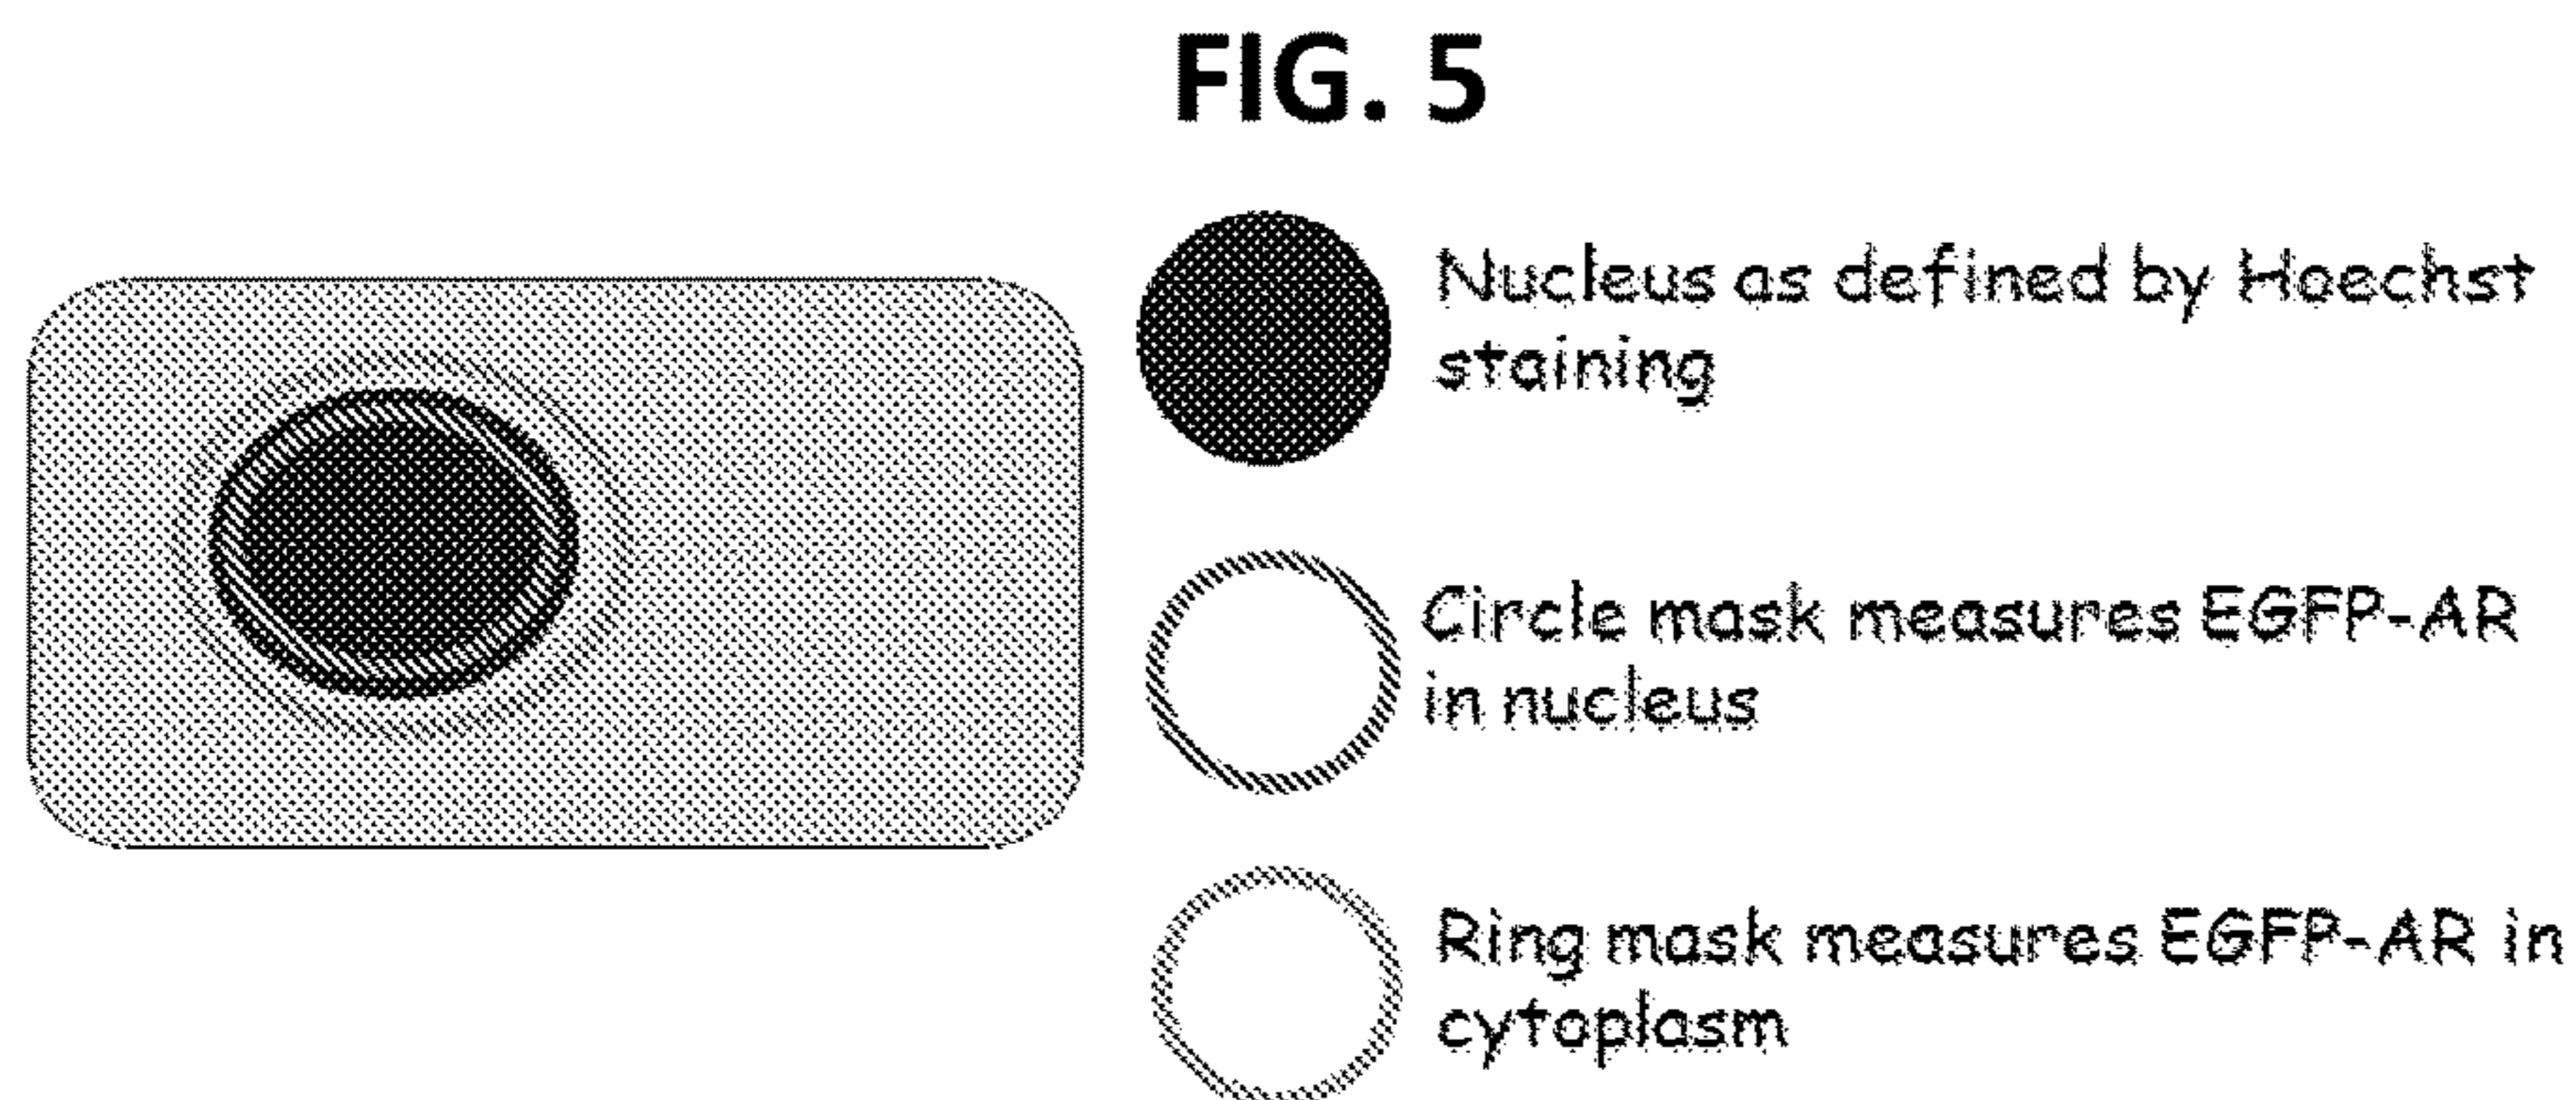 FIG. 5
Nucleus as defined by Hoechst
staining
Circle mask measures EGFP-AR
in nucleus
Ring mask measures EGFP-AR in
cytoplasm